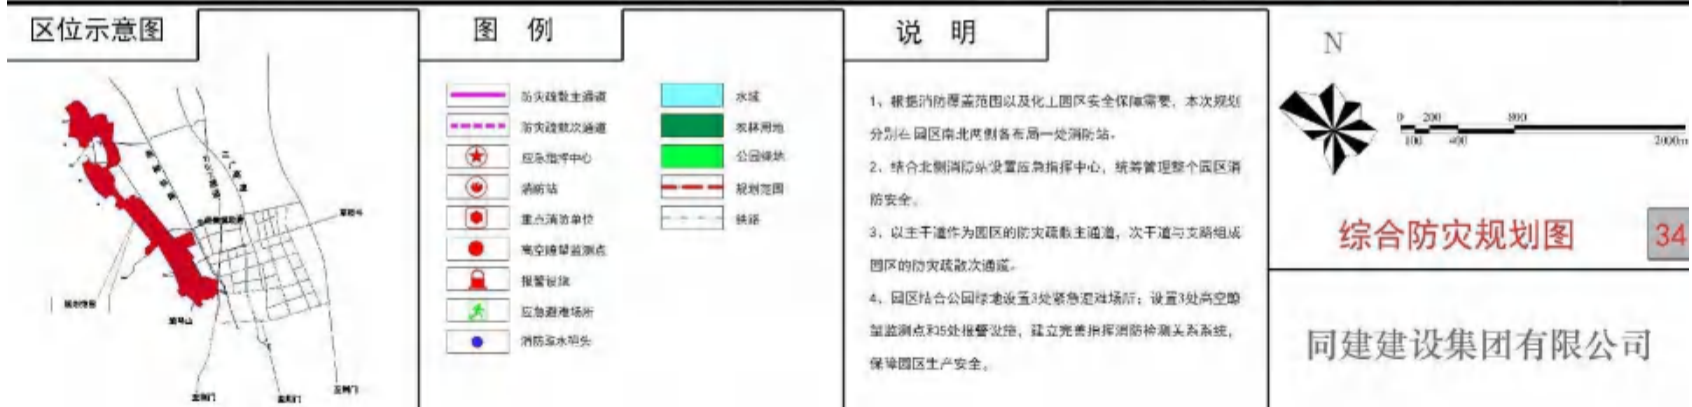 区位示意图
至荆门
至荆门
图 例
防灾疏散主通道
防灾疏散次通道
应急指挥中心
消防站
重点消防单位
高空瞭望监测点
报警设施
应急避难场所
消防取水码头
水域
农林用地
公园绿地
规划范围
铁路
说 明
1、根据消防覆盖范围以及化工园区安全保障需要，本次规划
分别在园区南北两侧各布局一处消防站。
2、结合北侧消防站设置应急指挥中心，统筹管理整个园区消
防安全。
3、以主干道作为园区的防灾疏散主通道，次干道与支路组成
园区的防灾疏散次通道。
4、园区结合公园绿地设置3处紧急避难场所；设置3处高空瞭
望监测点和5处报警设施，建立完善指挥消防检测关系系统，
保障园区生产安全。
N
0 200 800
100 400 2000m
综合防灾规划图
34
同建建设集团有限公司